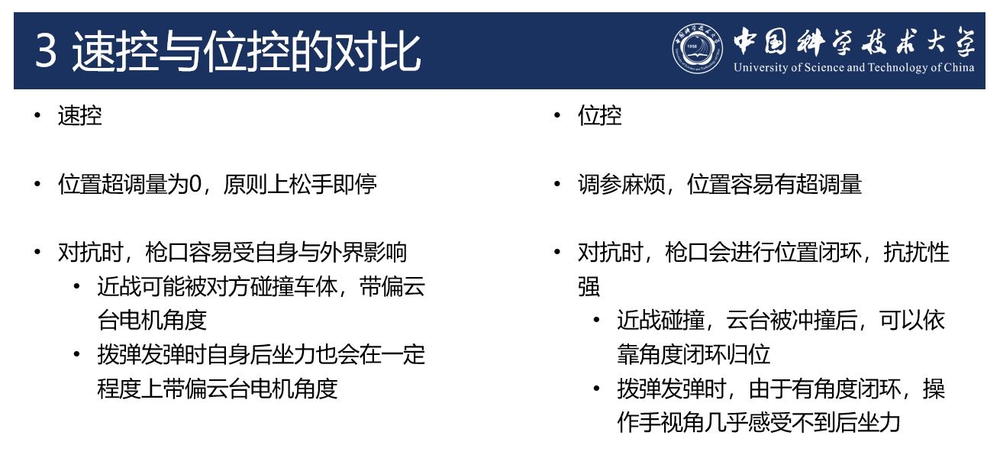 3 速控与位控的对比
中国科学技术大学
University of Science and Technology of China
1958
• 速控
• 位置超调量为0，原则上松手即停
• 对抗时，枪口容易受自身与外界影响
• 近战可能被对方碰撞车体，带偏云
台电机角度
• 拨弹发弹时自身后坐力也会在一定
程度上带偏云台电机角度
• 位控
• 调参麻烦，位置容易有超调量
• 对抗时，枪口会进行位置闭环，抗扰性
强
• 近战碰撞，云台被冲撞后，可以依
靠角度闭环归位
• 拨弹发弹时，由于有角度闭环，操
作手视角几乎感受不到后坐力